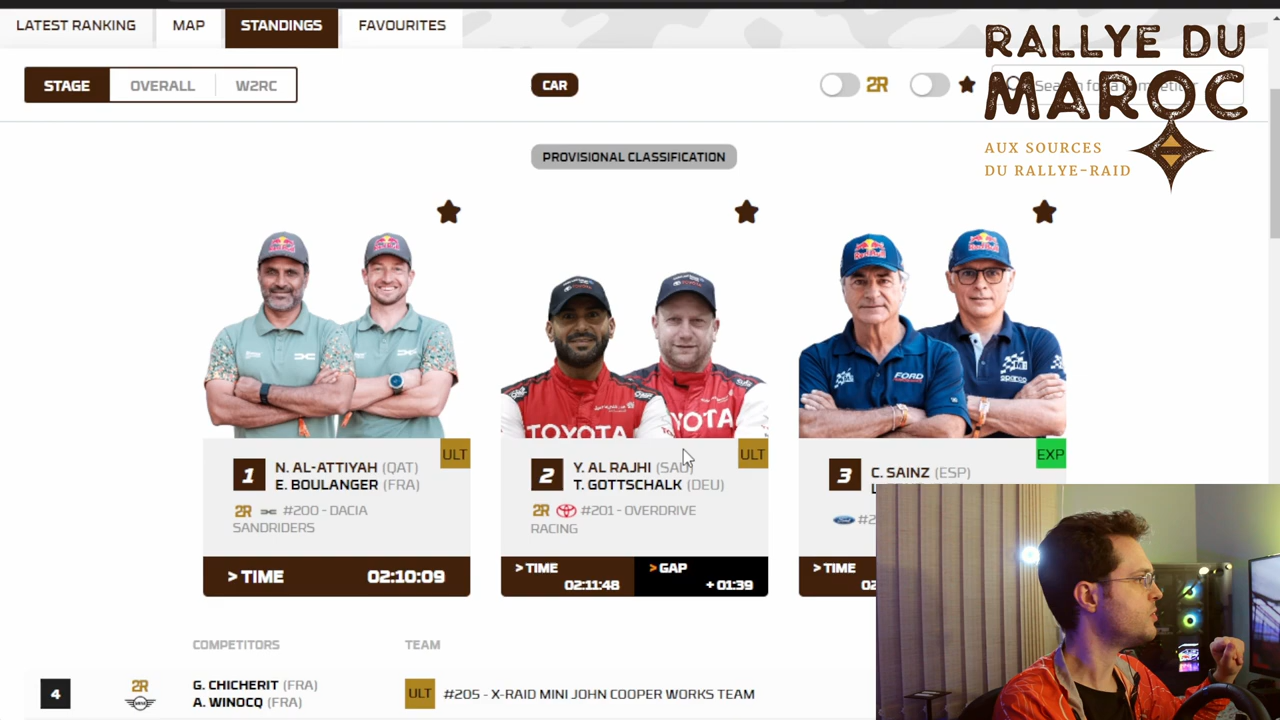 LATEST RANKING
MAP
STANDINGS
FAVOURITES
RALLYE DU
MAROC
AUX SOURCES
DU RALLYE-RAID
STAGE
OVERALL
W2RC
CAR
2R
PROVISIONAL CLASSIFICATION
1
N. AL-ATTIYAH (QAT)
E. BOULANGER (FRA)
ULT
2R #200 - DACIA
SANDRIDERS
> TIME 02:10:09
2
Y. AL RAJHI (SAU)
T. GOTTSCHALK (DEU)
ULT
2R #201 - OVERDRIVE
RACING
> TIME
02:11:48
> GAP
+ 01:39
TOYOTA
3
C. SAINZ (ESP)
EXP
FORD
> TIME
COMPETITORS
TEAM
4
2R
G. CHICHERIT (FRA)
A. WINOCQ (FRA)
ULT
#205 - X-RAID MINI JOHN COOPER WORKS TEAM